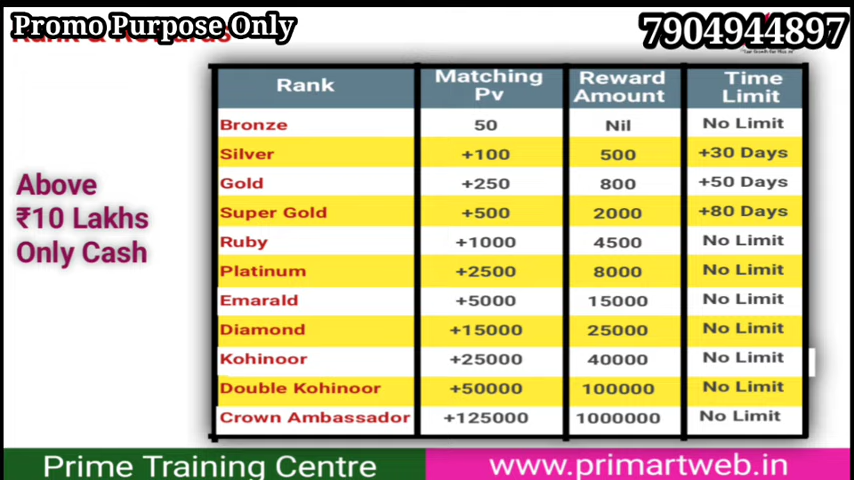 Promo Purpose Only
7904944897
Rank & Rewards
Rank Matching Pv Reward Amount Time Limit
Bronze 50 Nil No Limit
Silver +100 500 +30 Days
Gold +250 800 +50 Days
Super Gold +500 2000 +80 Days
Ruby +1000 4500 No Limit
Platinum +2500 8000 No Limit
Emarald +5000 15000 No Limit
Diamond +15000 25000 No Limit
Kohinoor +25000 40000 No Limit
Double Kohinoor +50000 100000 No Limit
Crown Ambassador +125000 1000000 No Limit
Above
₹10 Lakhs
Only Cash
Prime Training Centre
www.primartweb.in